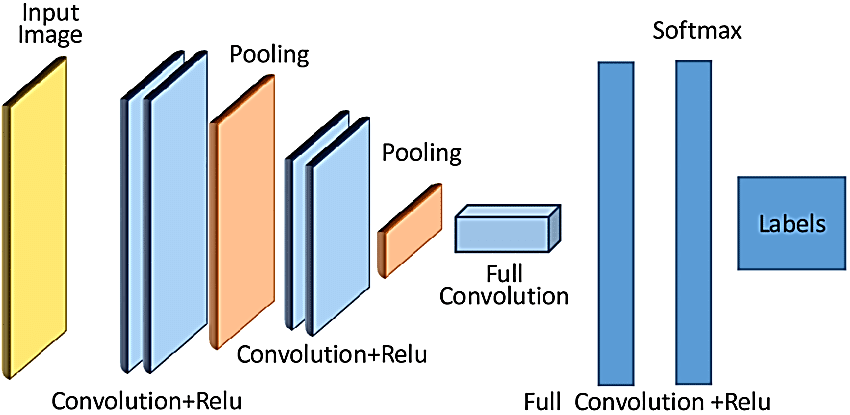 Input
Image
Pooling
Softmax
Pooling
Labels
Full
Convolution
Convolution+Relu
Convolution+Relu
Full Convolution +Relu